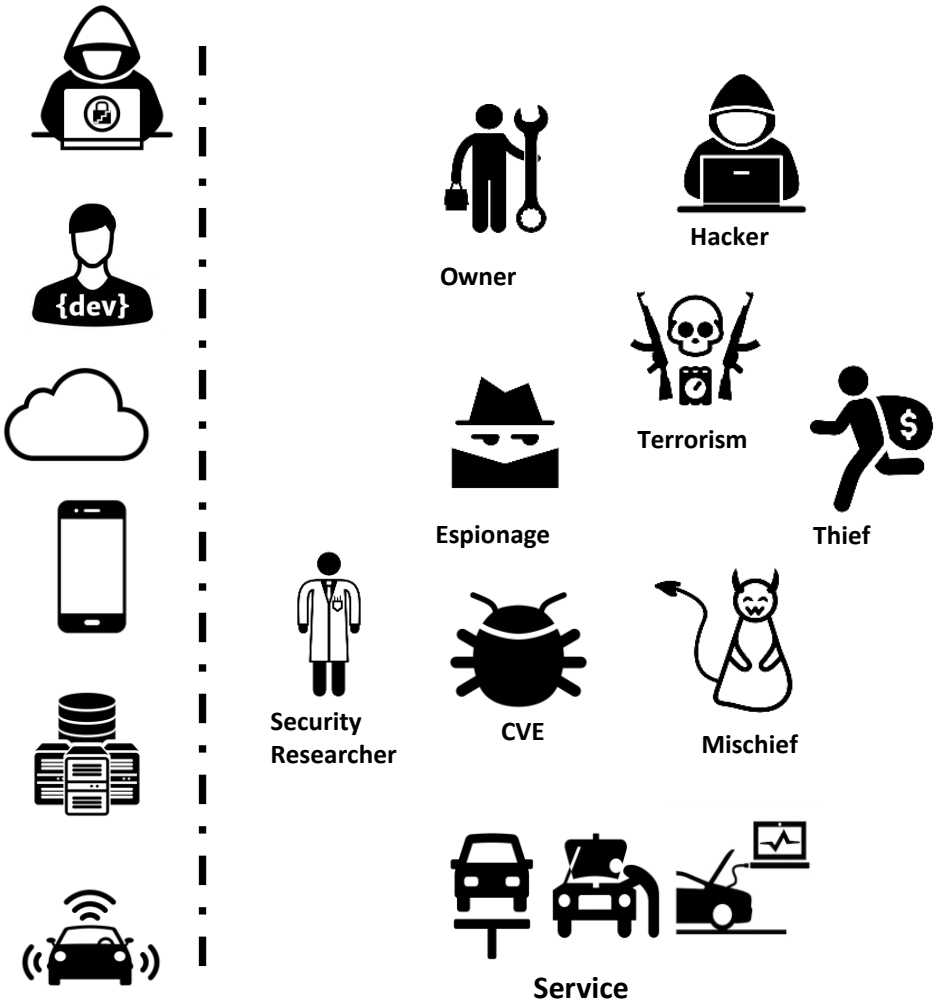 {dev}
Owner
Hacker
Terrorism
$
Espionage
Thief
Security
Researcher
CVE
Mischief
Service